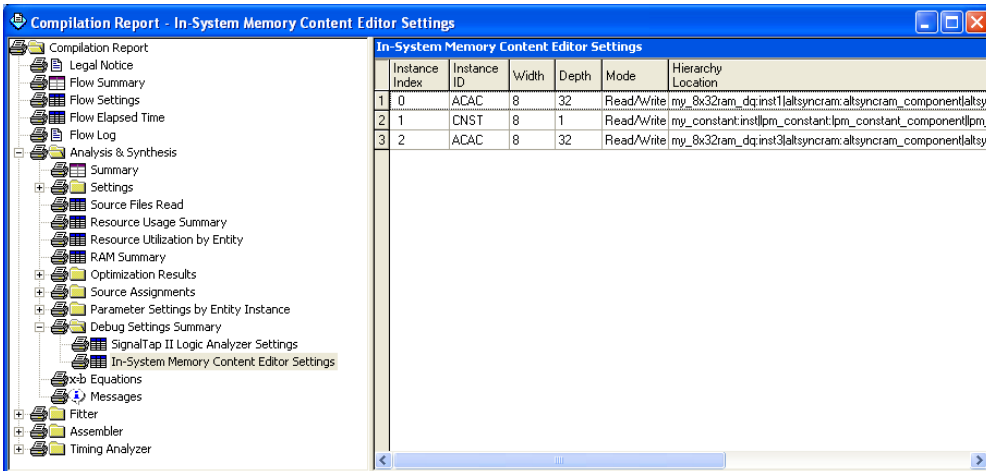 Compilation Report - In-System Memory Content Editor Settings
Compilation Report
Legal Notice
Flow Summary
Flow Settings
Flow Elapsed Time
Flow Log
Analysis & Synthesis
Summary
Settings
Source Files Read
Resource Usage Summary
Resource Utilization by Entity
RAM Summary
Optimization Results
Source Assignments
Parameter Settings by Entity Instance
Debug Settings Summary
SignalTap II Logic Analyzer Settings
In-System Memory Content Editor Settings
x-b Equations
Messages
Fitter
Assembler
Timing Analyzer
In-System Memory Content Editor Settings
Instance Index Instance ID Width Depth Mode Hierarchy Location
1 0 ACAC 8 32 Read/Write my_8x32ram_dq:inst1|altsyncram:altsyncram_component|altsy
2 1 CNST 8 1 Read/Write my_constant:inst|lpm_constant:lpm_constant_component|lpm_
3 2 ACAC 8 32 Read/Write my_8x32ram_dq:inst3|altsyncram:altsyncram_component|altsy